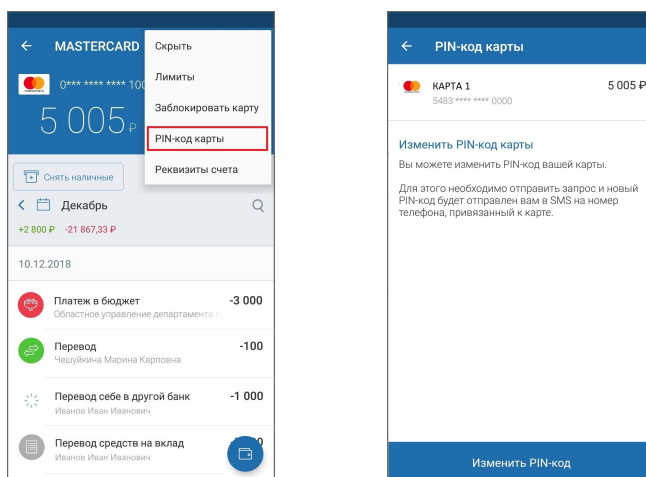 MASTERCARD
Скрыть
Лимиты
Заблокировать карту
PIN-код карты
Реквизиты счета
0*** **** **** 100
5 005 ₽
Снять наличные
Декабрь
+2 800 ₽ -21 867,33 ₽
10.12.2018
Платеж в бюджет -3 000
Областное управление департамента
Перевод -100
Чешуйкина Марина Карповна
Перевод себе в другой банк -1 000
Иванов Иван Иванович
Перевод средств на вклад
Иванов Иван Иванович
PIN-код карты
КАРТА 1 5 005 ₽
5483 **** **** 0000
Изменить PIN-код карты
Вы можете изменить PIN-код вашей карты.
Для этого необходимо отправить запрос и новый
PIN-код будет отправлен вам в SMS на номер
телефона, привязанный к карте.
Изменить PIN-код